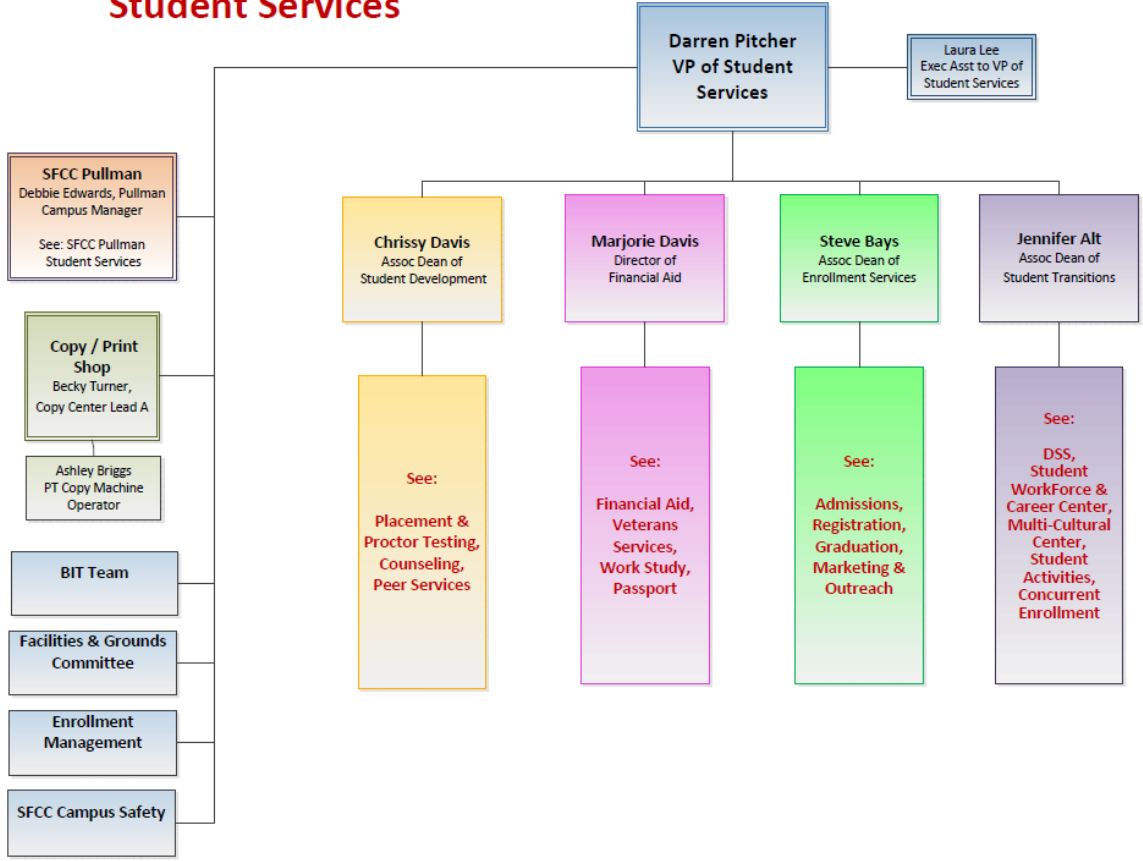 Student Services
Darren Pitcher
VP of Student
Services
Laura Lee
Exec Asst to VP of
Student Services
SFCC Pullman
Debbie Edwards, Pullman
Campus Manager
See: SFCC Pullman
Student Services
Copy / Print
Shop
Becky Turner,
Copy Center Lead A
Ashley Briggs
PT Copy Machine
Operator
BIT Team
Facilities & Grounds
Committee
Enrollment
Management
SFCC Campus Safety
Chrissy Davis
Assoc Dean of
Student Development
See:
Placement &
Proctor Testing,
Counseling,
Peer Services
Marjorie Davis
Director of
Financial Aid
See:
Financial Aid,
Veterans
Services,
Work Study,
Passport
Steve Bays
Assoc Dean of
Enrollment Services
See:
Admissions,
Registration,
Graduation,
Marketing &
Outreach
Jennifer Alt
Assoc Dean of
Student Transitions
See:
DSS,
Student
WorkForce &
Career Center,
Multi-Cultural
Center,
Student
Activities,
Concurrent
Enrollment